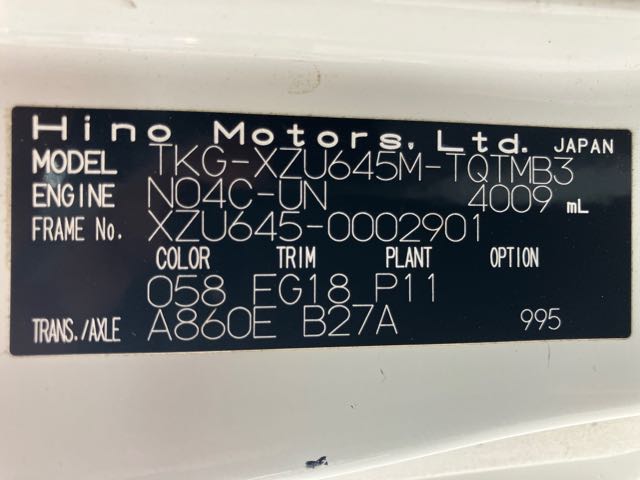 Hino Motors, Ltd. JAPAN
MODEL TKG-XZU645M-TQTMB3
ENGINE N04C-UN 4009 mL
FRAME No. XZU645-0002901
COLOR TRIM PLANT OPTION
058 FG18 P11
TRANS./AXLE A860E B27A 995